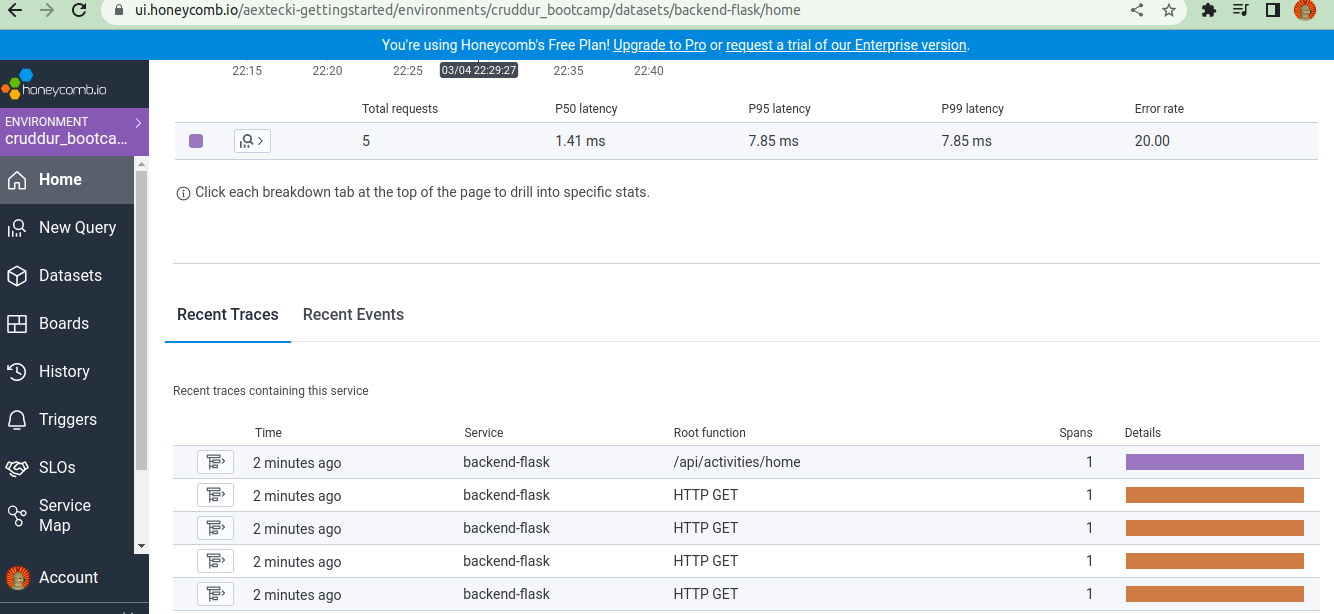 ui.honeycomb.io/aextecki-gettingstarted/environments/cruddur_bootcamp/datasets/backend-flask/home
You're using Honeycomb's Free Plan! Upgrade to Pro or request a trial of our Enterprise version.
honeycomb.io
ENVIRONMENT
cruddur_bootca...
Home
New Query
Datasets
Boards
History
Triggers
SLOs
Service
Map
Account
22:15 22:20 22:25 03/04 22:29:27 22:35 22:40
Total requests P50 latency P95 latency P99 latency Error rate
5 1.41 ms 7.85 ms 7.85 ms 20.00
Click each breakdown tab at the top of the page to drill into specific stats.
Recent Traces Recent Events
Recent traces containing this service
Time Service Root function Spans Details
2 minutes ago backend-flask /api/activities/home 1
2 minutes ago backend-flask HTTP GET 1
2 minutes ago backend-flask HTTP GET 1
2 minutes ago backend-flask HTTP GET 1
2 minutes ago backend-flask HTTP GET 1